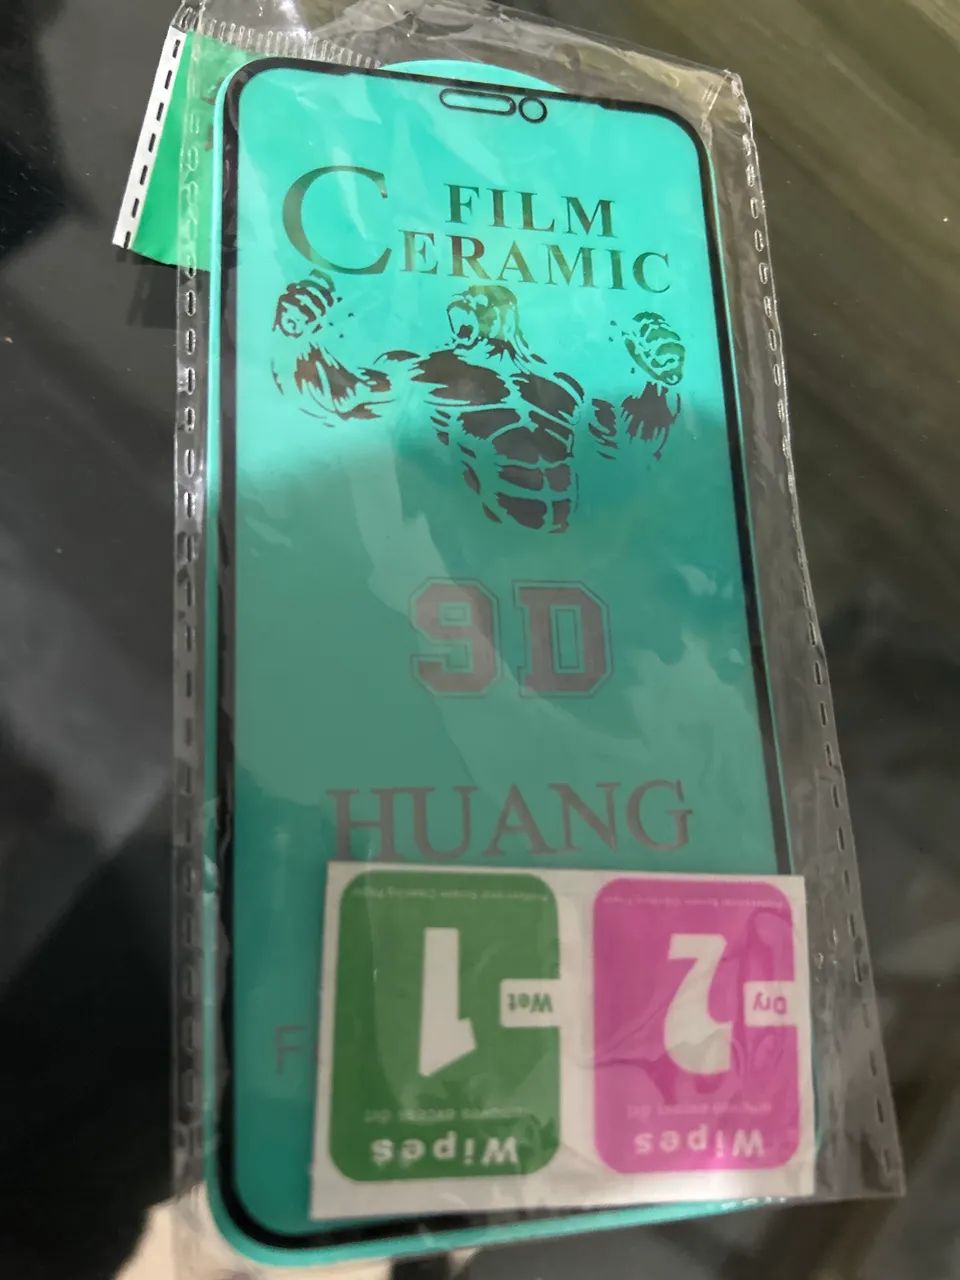 FILM
CERAMIC
9D
HUANG
F
1
Wet
Wipes
2
Dry
Wipes